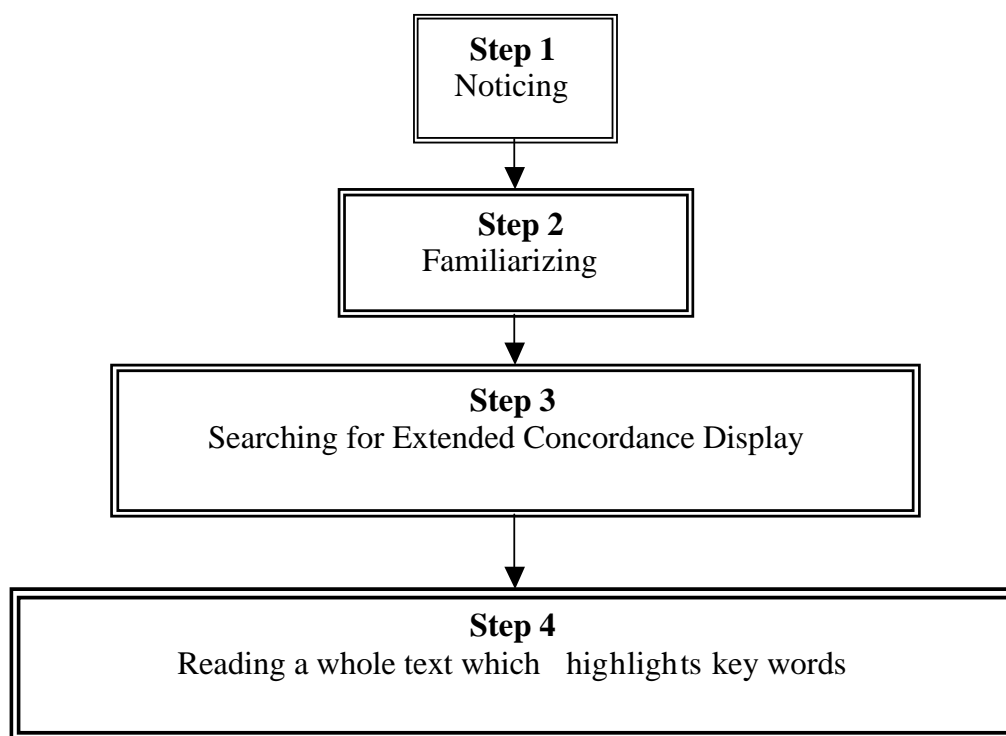 Step 1
Noticing
Step 2
Familiarizing
Step 3
Searching for Extended Concordance Display
Step 4
Reading a whole text which highlights key words